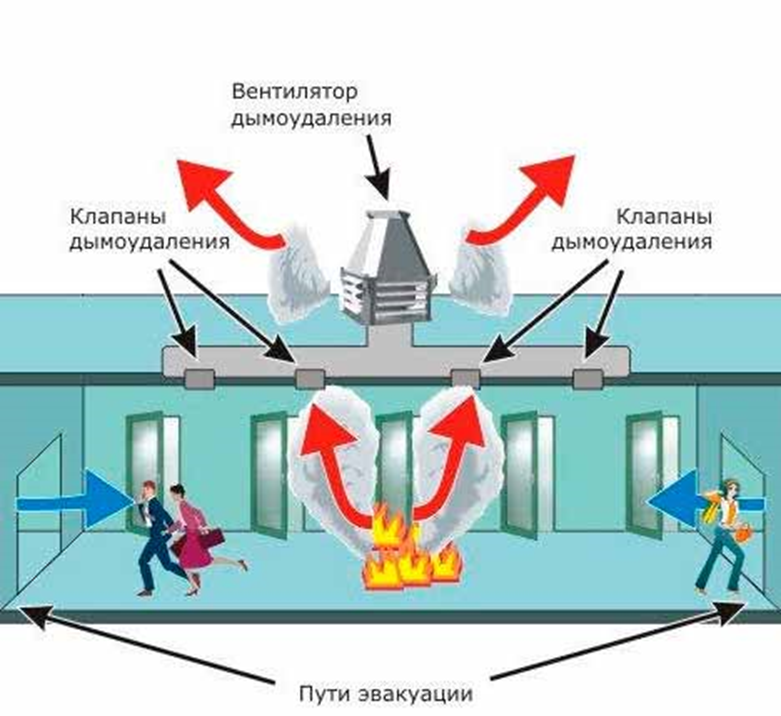 Вентилятор
дымоудаления
Клапаны
дымоудаления
Клапаны
дымоудаления
Пути эвакуации